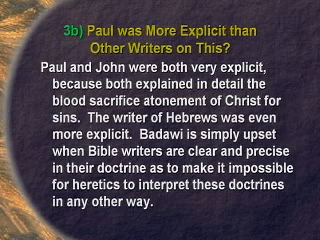 3b) Paul was More Explicit than
Other Writers on This?
Paul and John were both very explicit,
because both explained in detail the
blood sacrifice atonement of Christ for
sins.  The writer of Hebrews was even
more explicit.  Badawi is simply upset
when Bible writers are clear and precise
in their doctrine as to make it impossible
for heretics to interpret these doctrines
in any other way.